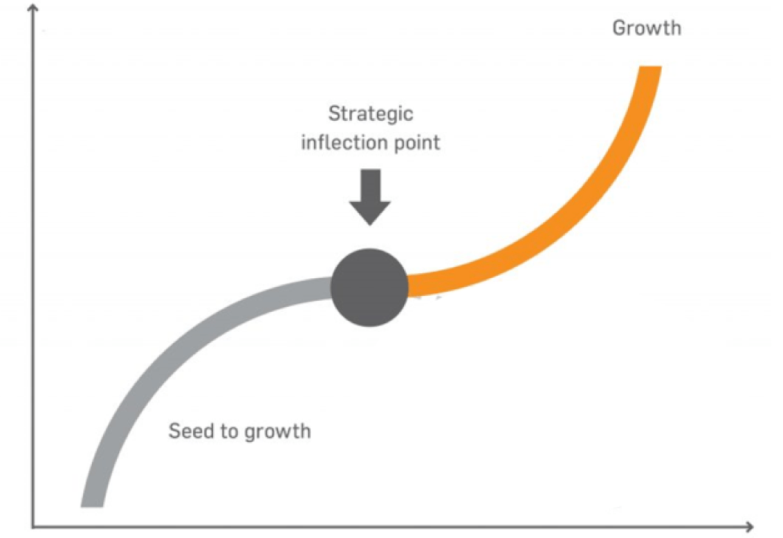 Growth
Strategic
inflection point
Seed to growth